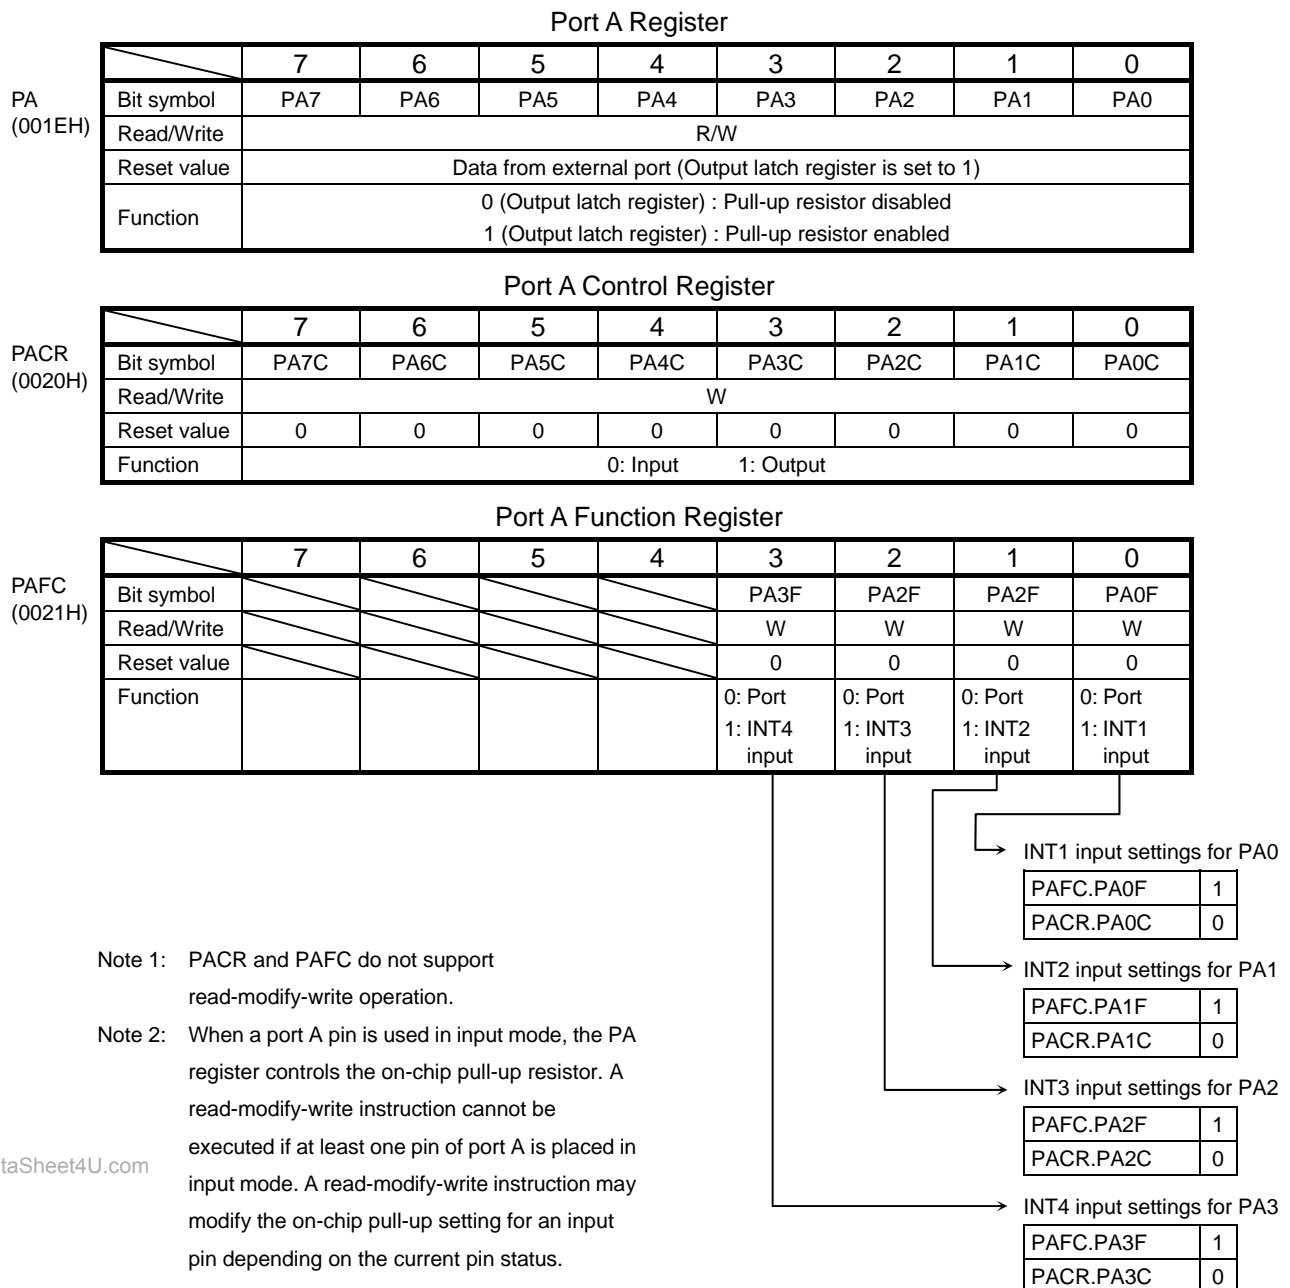 Port A Register
7 6 5 4 3 2 1 0
PA
(001EH)
Bit symbol PA7 PA6 PA5 PA4 PA3 PA2 PA1 PA0
Read/Write R/W
Reset value Data from external port (Output latch register is set to 1)
Function 0 (Output latch register) : Pull-up resistor disabled
1 (Output latch register) : Pull-up resistor enabled
Port A Control Register
7 6 5 4 3 2 1 0
PACR
(0020H)
Bit symbol PA7C PA6C PA5C PA4C PA3C PA2C PA1C PA0C
Read/Write W
Reset value 0 0 0 0 0 0 0 0
Function 0: Input 1: Output
Port A Function Register
7 6 5 4 3 2 1 0
PAFC
(0021H)
Bit symbol PA3F PA2F PA2F PA0F
Read/Write W W W W
Reset value 0 0 0 0
Function 0: Port 0: Port 0: Port 0: Port
1: INT4 1: INT3 1: INT2 1: INT1
input input input input
INT1 input settings for PA0
PAFC.PA0F 1
PACR.PA0C 0
INT2 input settings for PA1
PAFC.PA1F 1
PACR.PA1C 0
INT3 input settings for PA2
PAFC.PA2F 1
PACR.PA2C 0
INT4 input settings for PA3
PAFC.PA3F 1
PACR.PA3C 0
Note 1: PACR and PAFC do not support
read-modify-write operation.
Note 2: When a port A pin is used in input mode, the PA
register controls the on-chip pull-up resistor. A
read-modify-write instruction cannot be
executed if at least one pin of port A is placed in
input mode. A read-modify-write instruction may
modify the on-chip pull-up setting for an input
pin depending on the current pin status.
taSheet4U.com